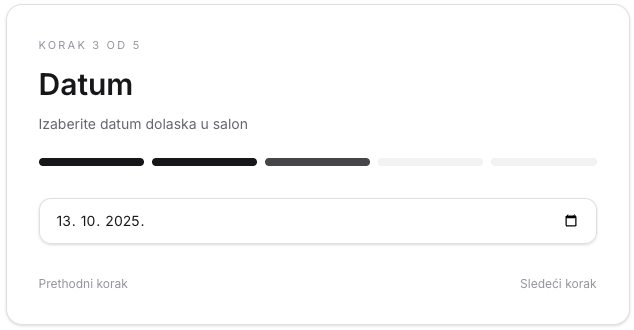 KORAK 3 OD 5
Datum
Izaberite datum dolaska u salon
13. 10. 2025.
Prethodni korak
Sledeći korak